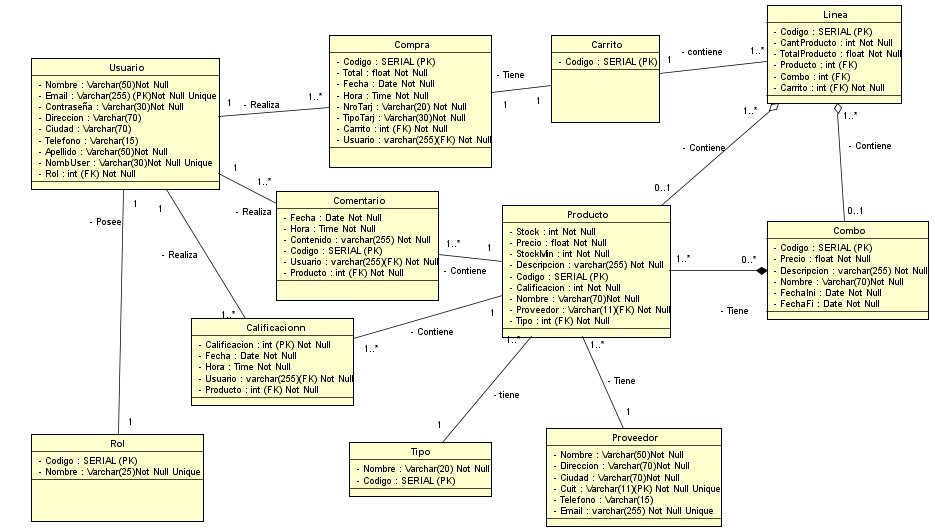 Linea
- Codigo : SERIAL (PK)
- CantProducto : int Not Null
- TotalProducto : float Not Null
- Producto : int (FK)
- Combo : int (FK)
- Carrito : int (FK) Not Null
Compra
- Codigo : SERIAL (PK)
- Total : float Not Null
- Fecha : Date Not Null
- Hora : Time Not Null
- NroTarj : Varchar(20) Not Null
- TipoTarj : Varchar(30)Not Null
- Carrito : int (FK) Not Null
- Usuario : varchar(255)(FK) Not Null
Carrito
- Codigo : SERIAL (PK)
- contiene
1
1..*
- Tiene
1
1
Usuario
- Nombre : Varchar(50)Not Null
- Email : Varchar(255) (PK)Not Null Unique
- Contraseña : Varchar(30)Not Null
- Direccion : Varchar(70)
- Ciudad : Varchar(70)
- Telefono : Varchar(15)
- Apellido : Varchar(50)Not Null
- NombUser : Varchar(30)Not Null Unique
- Rol : int (FK) Not Null
1
- Realiza
1..*
1..*
- Contiene
0..1
1..*
- Contiene
0..1
1
1..*
- Realiza
Comentario
- Fecha : Date Not Null
- Hora : Time Not Null
- Contenido : varchar(255) Not Null
- Codigo : SERIAL (PK)
- Usuario : varchar(255)(FK) Not Null
- Producto : int (FK) Not Null
1..*
1
- Contiene
Producto
- Stock : int Not Null
- Precio : float Not Null
- StockMin : int Not Null
- Descripcion : varchar(255) Not Null
- Codigo : SERIAL (PK)
- Calificacion : int Not Null
- Nombre : Varchar(70)Not Null
- Proveedor : Varchar(11)(FK) Not Null
- Tipo : int (FK) Not Null
Combo
- Codigo : SERIAL (PK)
- Precio : float Not Null
- Descripcion : varchar(255) Not Null
- Nombre : Varchar(70)Not Null
- FechaIni : Date Not Null
- FechaFi : Date Not Null
1..*
0..*
- Tiene
1
- Posee
1
1
- Realiza
1..*
Calificacionn
- Calificacion : int (PK) Not Null
- Fecha : Date Not Null
- Hora : Time Not Null
- Usuario : varchar(255)(FK) Not Null
- Producto : int (FK) Not Null
1
- Contiene
1..*
1..*
- tiene
1
1..*
- Tiene
1
Rol
- Codigo : SERIAL (PK)
- Nombre : Varchar(25)Not Null Unique
Tipo
- Nombre : Varchar(20) Not Null
- Codigo : SERIAL (PK)
Proveedor
- Nombre : Varchar(50)Not Null
- Direccion : Varchar(70)Not Null
- Ciudad : Varchar(70)Not Null
- Cuit : Varchar(11)(PK) Not Null Unique
- Telefono : Varchar(15)
- Email : varchar(255) Not Null Unique